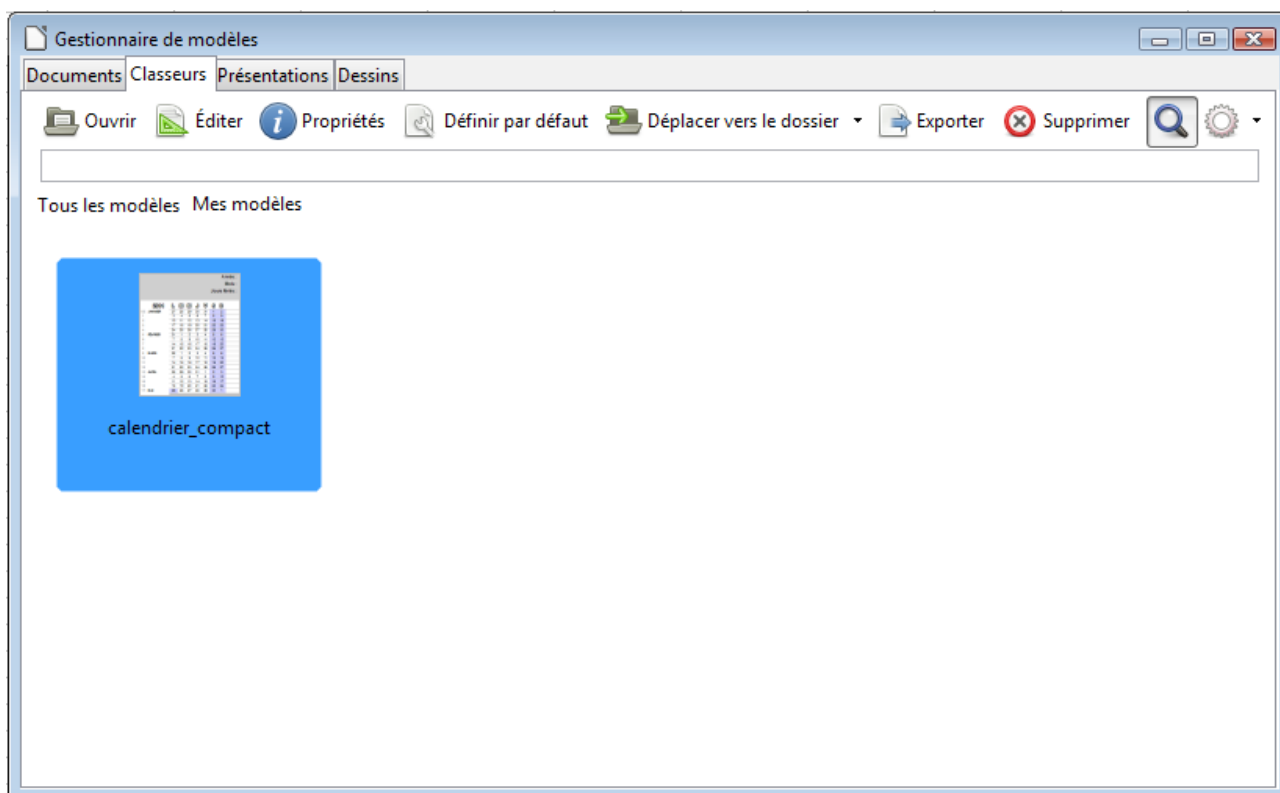 Gestionnaire de modèles
Documents Classeurs Présentations Dessins
Ouvrir Éditer Propriétés Définir par défaut Déplacer vers le dossier Exporter Supprimer
Tous les modèles Mes modèles
calendrier_compact